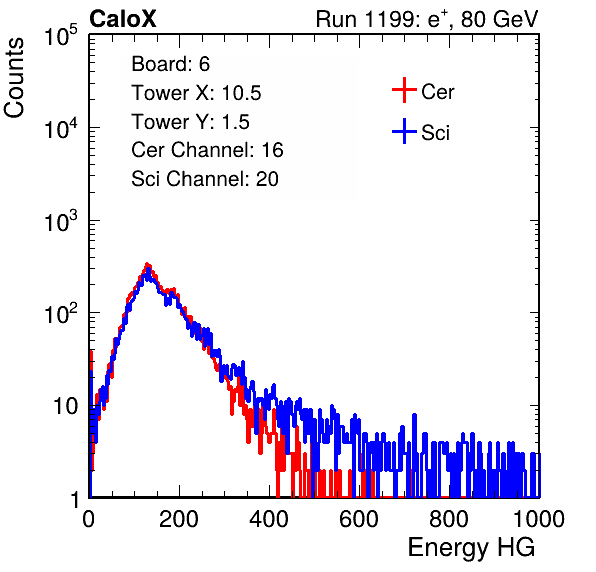 CaloX Run 1199: e⁺, 80 GeV
Counts
Board: 6
Tower X: 10.5
Tower Y: 1.5
Cer Channel: 16
Sci Channel: 20
Cer
Sci
10⁵
10⁴
10³
10²
10
1
0 200 400 600 800 1000
Energy HG